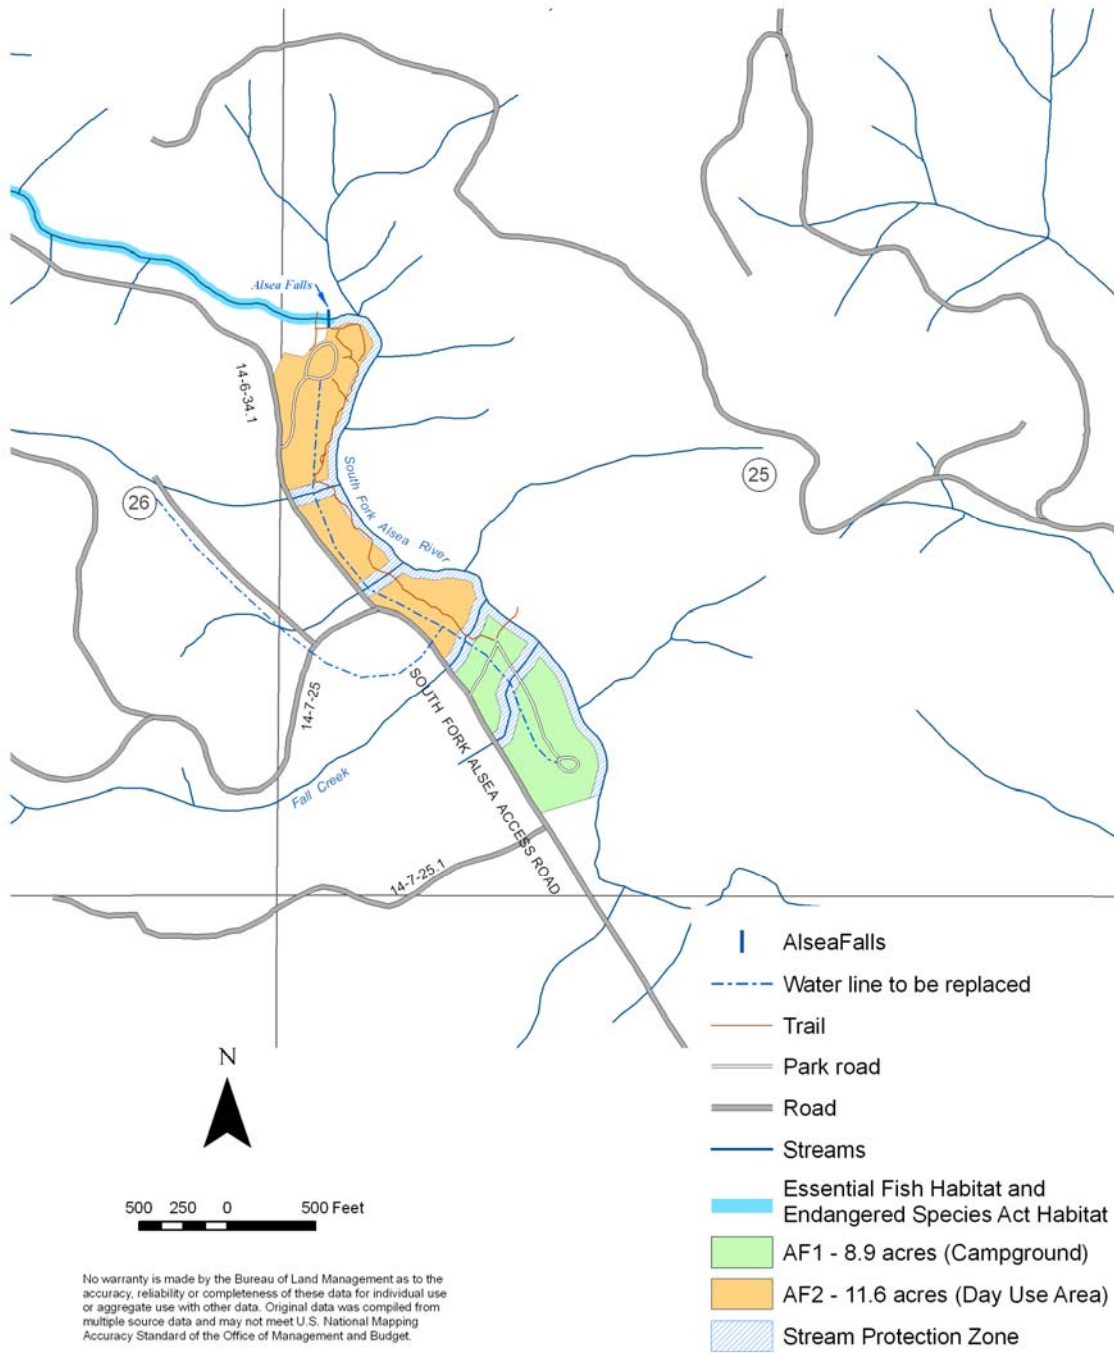 Alsea Falls
14-6-34.1
26
25
South Fork Alsea River
14-7-25
SOUTH FORK ALSEA ACCESS ROAD
Fall Creek
14-7-25.1
AlseaFalls
Water line to be replaced
Trail
Park road
Road
Streams
Essential Fish Habitat and
Endangered Species Act Habitat
AF1 - 8.9 acres (Campground)
AF2 - 11.6 acres (Day Use Area)
Stream Protection Zone
N
500 250 0 500 Feet
No warranty is made by the Bureau of Land Management as to the
accuracy, reliability or completeness of these data for individual use
or aggregate use with other data. Original data was compiled from
multiple source data and may not meet U.S. National Mapping
Accuracy Standard of the Office of Management and Budget.